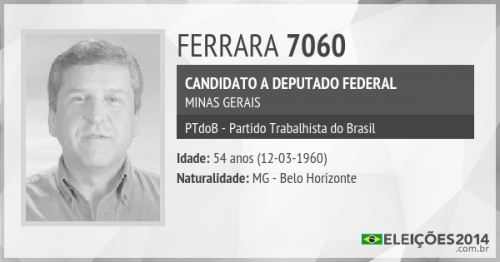 FERRARA 7060
CANDIDATO A DEPUTADO FEDERAL
MINAS GERAIS
PTdoB - Partido Trabalhista do Brasil
Idade: 54 anos (12-03-1960)
Naturalidade: MG - Belo Horizonte
ELEIÇÕES2014
.com.br